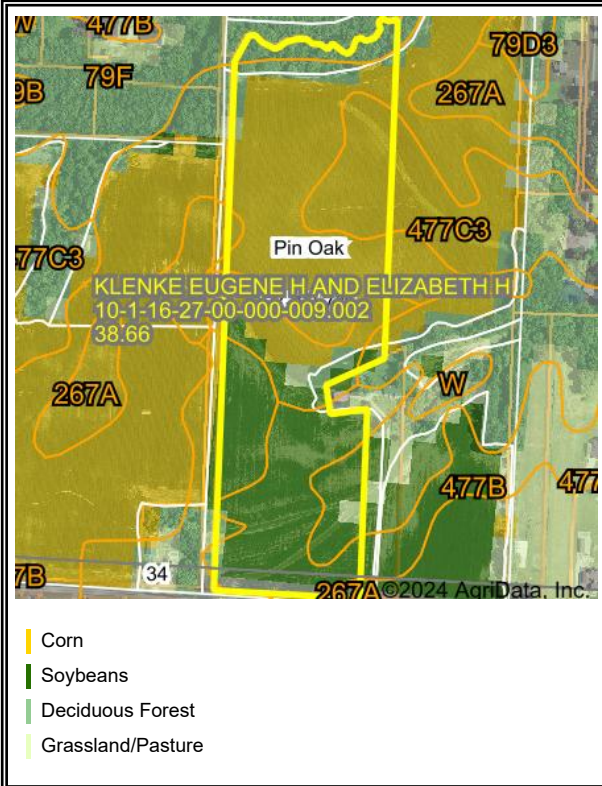 W
477B
79D3
79F
9B
267A
477C3
77C3
Pin Oak
KLENKE EUGENE H AND ELIZABETH H
10-1-16-27-00-000-009.002
38.66
267A
W
477B
477
34
7B
267A
©2024 AgriData, Inc.
Corn
Soybeans
Deciduous Forest
Grassland/Pasture